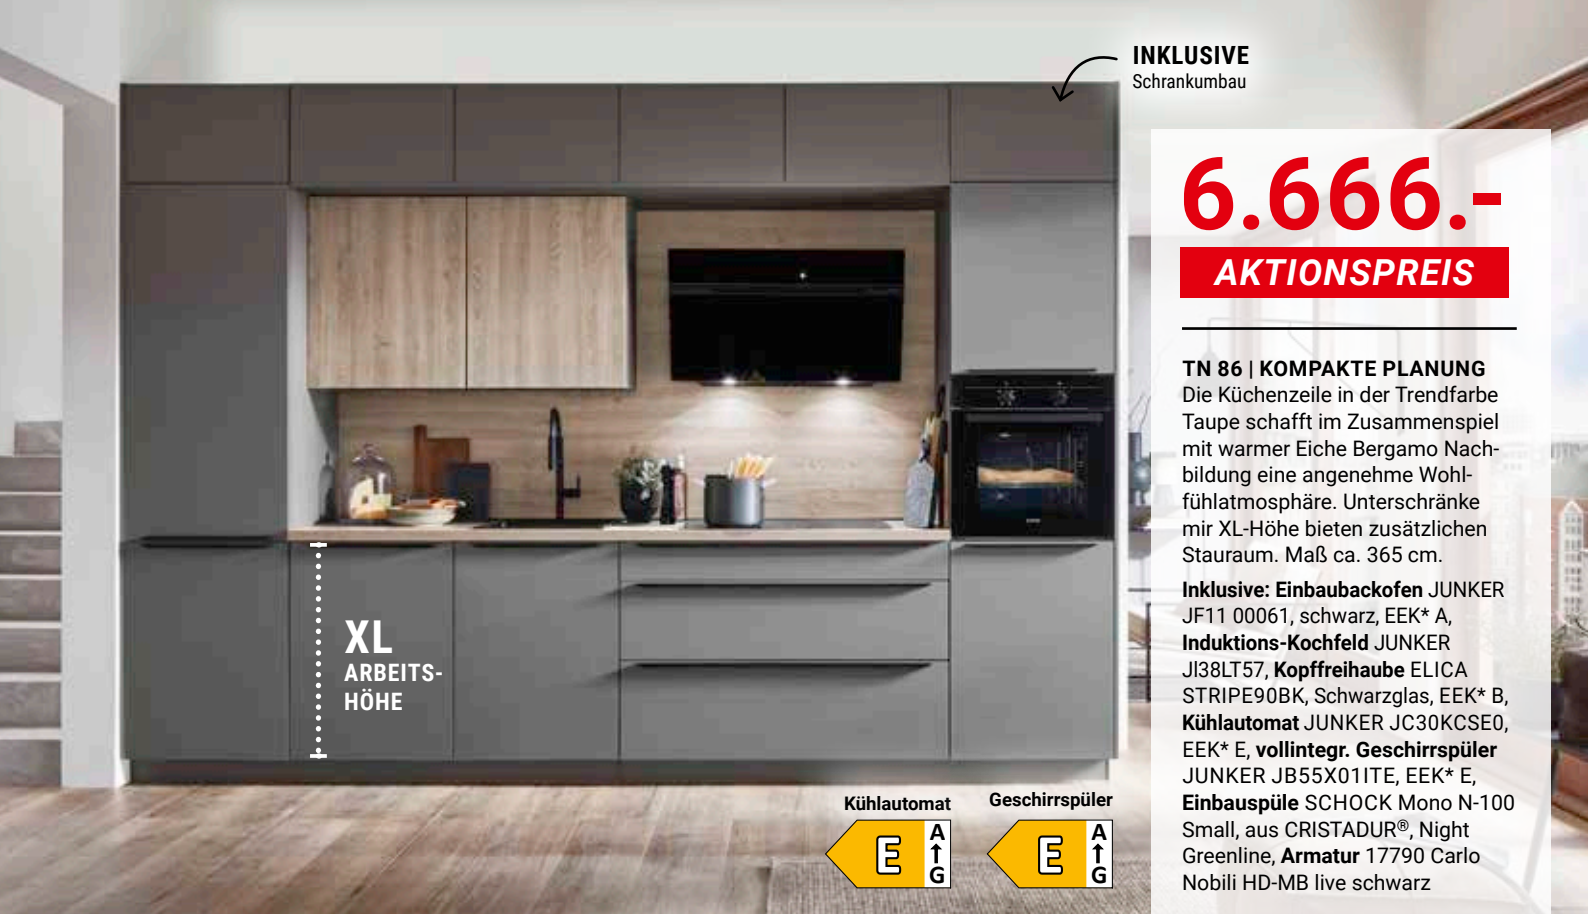 INKLUSIVE
Schrankumbau
6.666.-
AKTIONSPREIS
TN 86 | KOMPAKTE PLANUNG
Die Küchenzeile in der Trendfarbe
Taupe schafft im Zusammenspiel
mit warmer Eiche Bergamo Nach-
bildung eine angenehme Wohl-
fühlatmosphäre. Unterschränke
mir XL-Höhe bieten zusätzlichen
Stauraum. Maß ca. 365 cm.
Inklusive: Einbaubackofen JUNKER
JF11 00061, schwarz, EEK* A,
Induktions-Kochfeld JUNKER
JI38LT57, Kopffreihaube ELICA
STRIPE90BK, Schwarzglas, EEK* B,
Kühlautomat JUNKER JC30KCSE0,
EEK* E, vollintegr. Geschirrspüler
JUNKER JB55X01ITE, EEK* E,
Einbauspüle SCHOCK Mono N-100
Small, aus CRISTADUR®, Night
Greenline, Armatur 17790 Carlo
Nobili HD-MB live schwarz
XL
ARBEITS-
HÖHE
Kühlautomat
E A↑G
Geschirrspüler
E A↑G